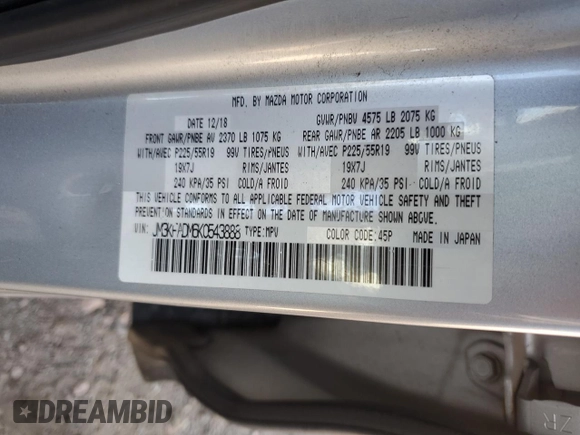 MFD. BY MAZDA MOTOR CORPORATION
DATE 12/18 GVWR/PNBV 4575 LB 2075 KG
FRONT GAWR/PNBE AV 2370 LB 1075 KG REAR GAWR/PNBE AR 2205 LB 1000 KG
WITH/AVEC P225/55R19 99V TIRES/PNEUS WITH/AVEC P225/55R19 99V TIRES/PNEUS
19X7J RIMS/JANTES 19X7J RIMS/JANTES
240 KPA/35 PSI COLD/A FROID 240 KPA/35 PSI COLD/A FROID
THIS VEHICLE CONFORMS TO ALL APPLICABLE FEDERAL MOTOR VEHICLE SAFETY AND THEFT
PREVENTION STANDARDS IN EFFECT ON THE DATE OF MANUFACTURE SHOWN ABOVE.
VIN: TYPE:MPV COLOR CODE:45P MADE IN JAPAN
DREAMBID